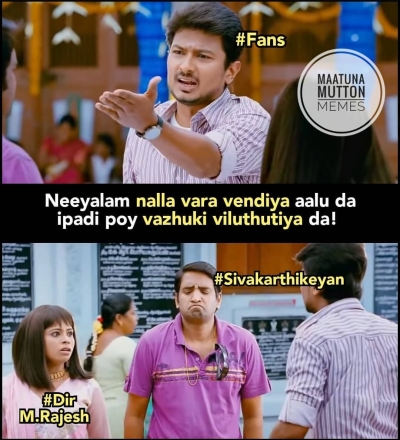 #Fans
MAATUNA
MUTTON
MEMES
Neeyalam nalla vara vendiya aalu da
ipadi poy vazhuki viluthutiya da!
#Sivakarthikeyan
#Dir
M.Rajesh